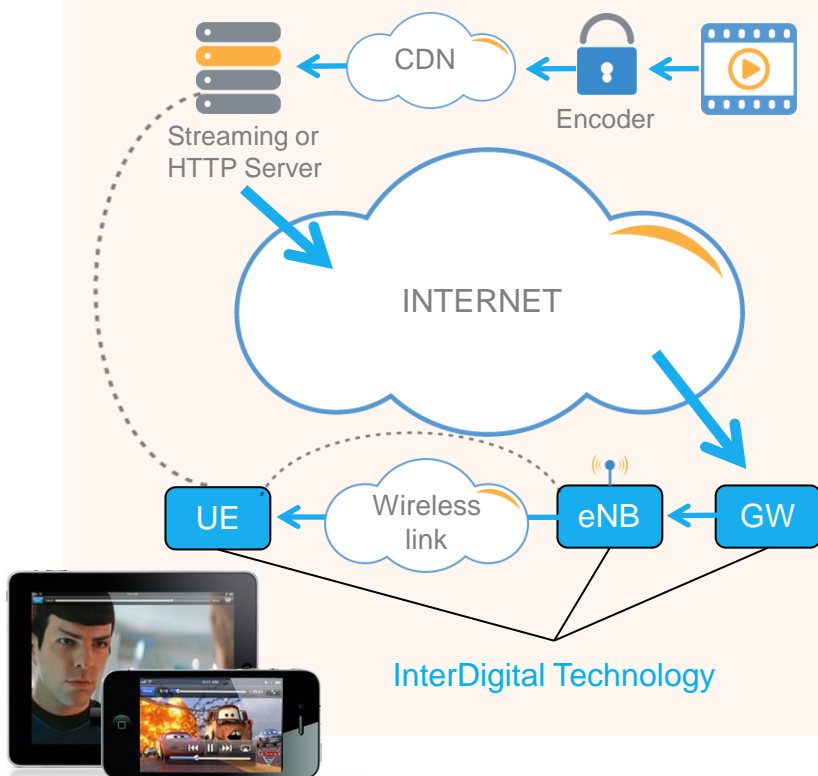 CDN
Encoder
Streaming or
HTTP Server
INTERNET
UE
Wireless
link
eNB
GW
InterDigital Technology